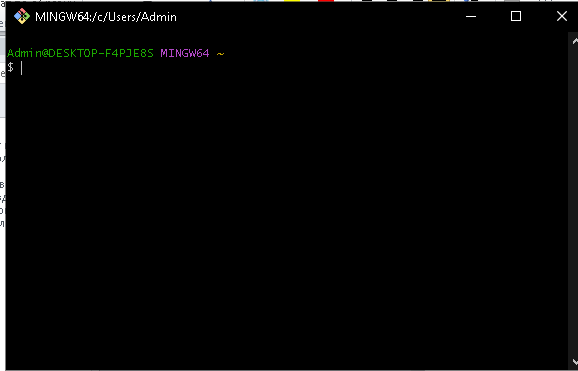 MINGW64:/c/Users/Admin
Admin@DESKTOP-F4PJE8S MINGW64 ~
$